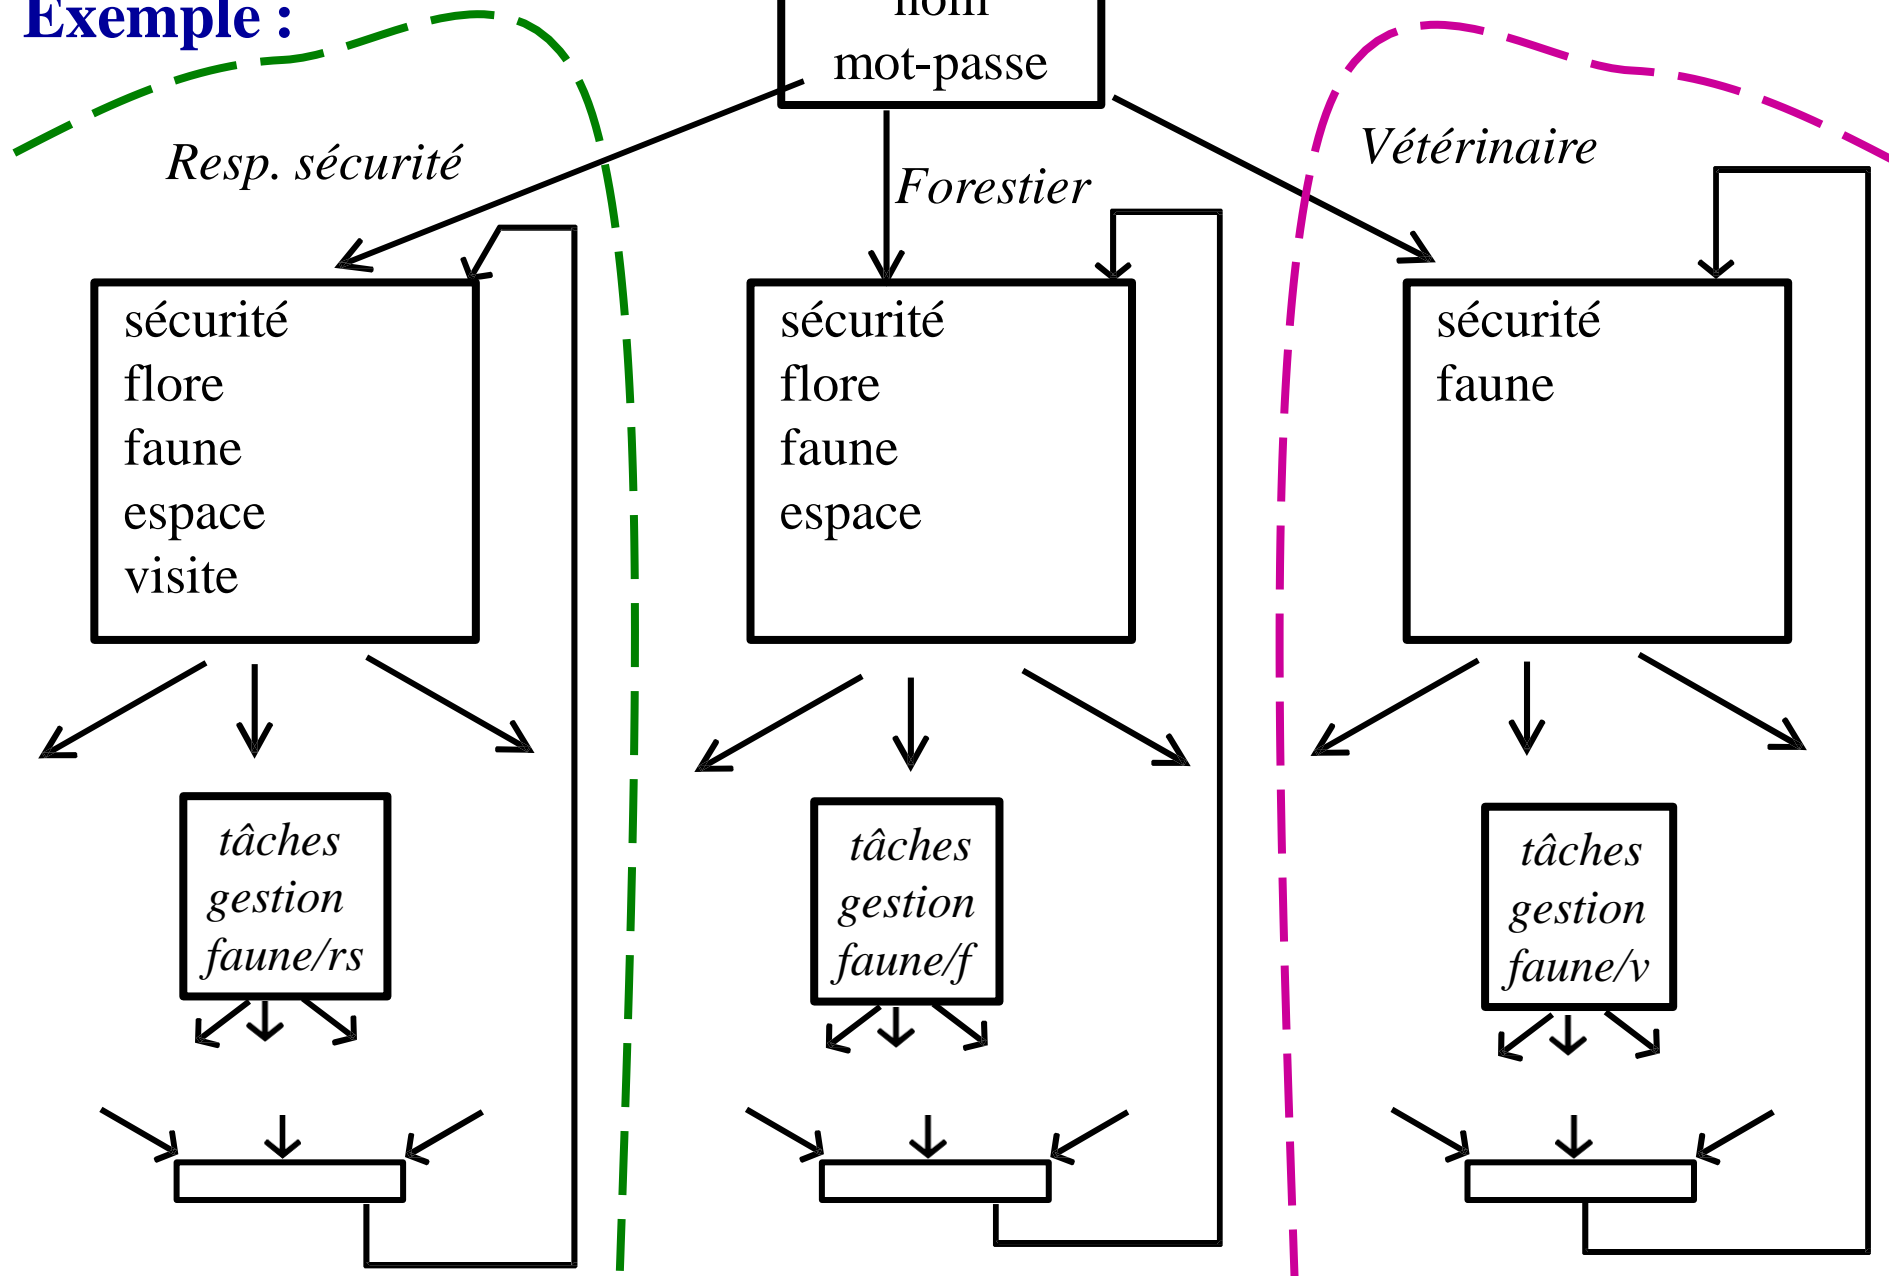 Exemple :
nom
mot-passe
Resp. sécurité
Forestier
Vétérinaire
sécurité
flore
faune
espace
visite
sécurité
flore
faune
espace
sécurité
faune
tâches
gestion
faune/rs
tâches
gestion
faune/f
tâches
gestion
faune/v